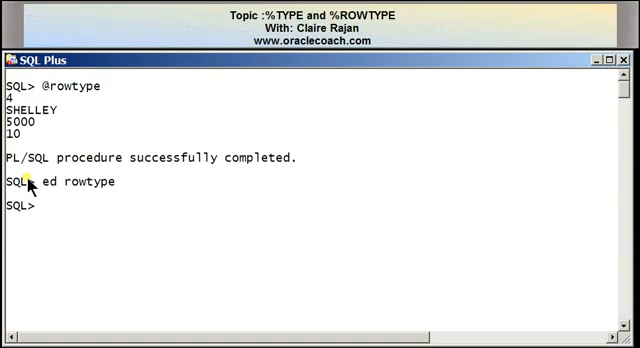 Topic :%TYPE and %ROWTYPE
With: Claire Rajan
www.oraclecoach.com
SQL Plus
SQL> @rowtype
4
SHELLEY
5000
10
PL/SQL procedure successfully completed.
SQL> ed rowtype
SQL>